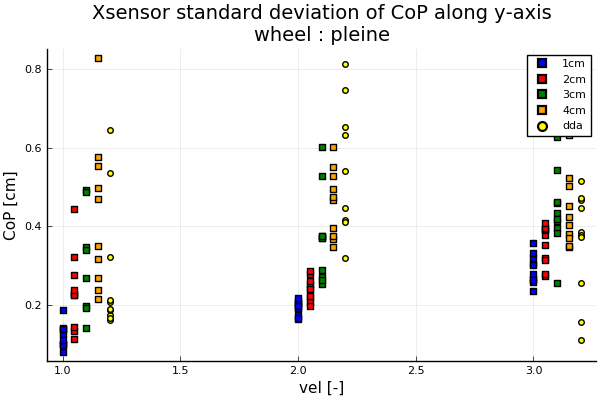 Xsensor standard deviation of CoP along y-axis
wheel : pleine
CoP [cm]
0.8
0.6
0.4
0.2
1.0
1.5
2.0
2.5
3.0
vel [-]
1cm
2cm
3cm
4cm
dda